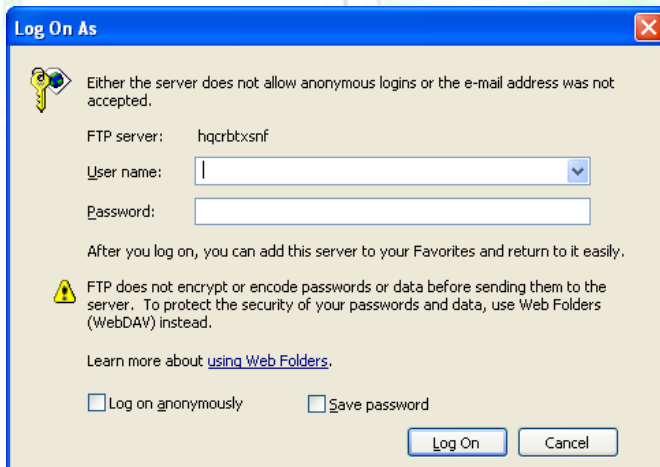 Log On As
Either the server does not allow anonymous logins or the e-mail address was not
accepted.
FTP server: hqcrbtxsnf
User name:
Password:
After you log on, you can add this server to your Favorites and return to it easily.
FTP does not encrypt or encode passwords or data before sending them to the
server. To protect the security of your passwords and data, use Web Folders
(WebDAV) instead.
Learn more about using Web Folders.
Log on anonymously Save password
Log On Cancel